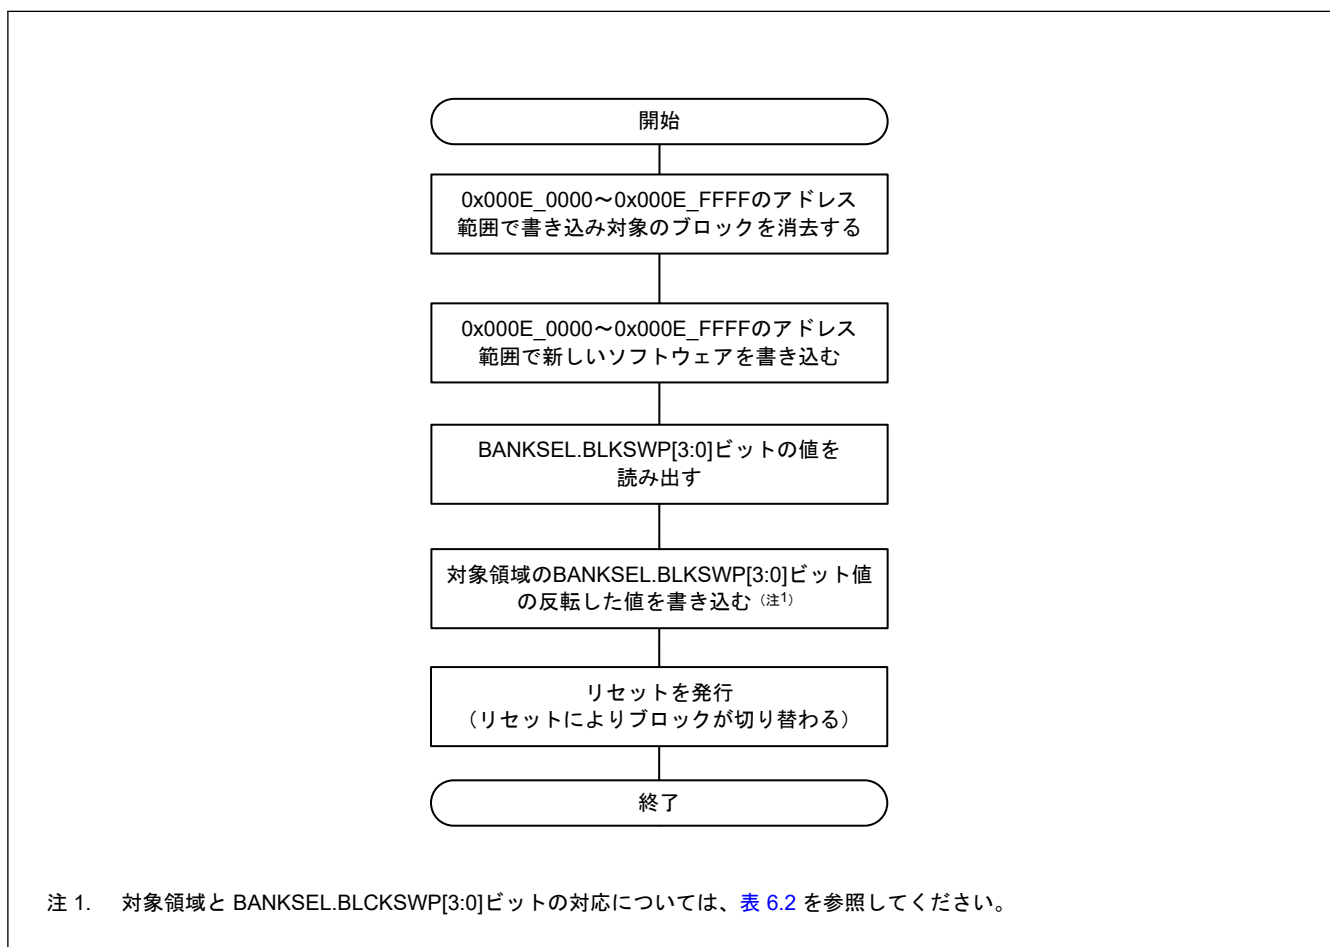 開始
0x000E_0000～0x000E_FFFFのアドレス
範囲で書き込み対象のブロックを消去する
0x000E_0000～0x000E_FFFFのアドレス
範囲で新しいソフトウェアを書き込む
BANKSEL.BLKSWP[3:0]ビットの値を
読み出す
対象領域のBANKSEL.BLKSWP[3:0]ビット値
の反転した値を書き込む（注1）
リセットを発行
（リセットによりブロックが切り替わる）
終了
注 1. 対象領域と BANKSEL.BLCKSWP[3:0]ビットの対応については、表 6.2 を参照してください。